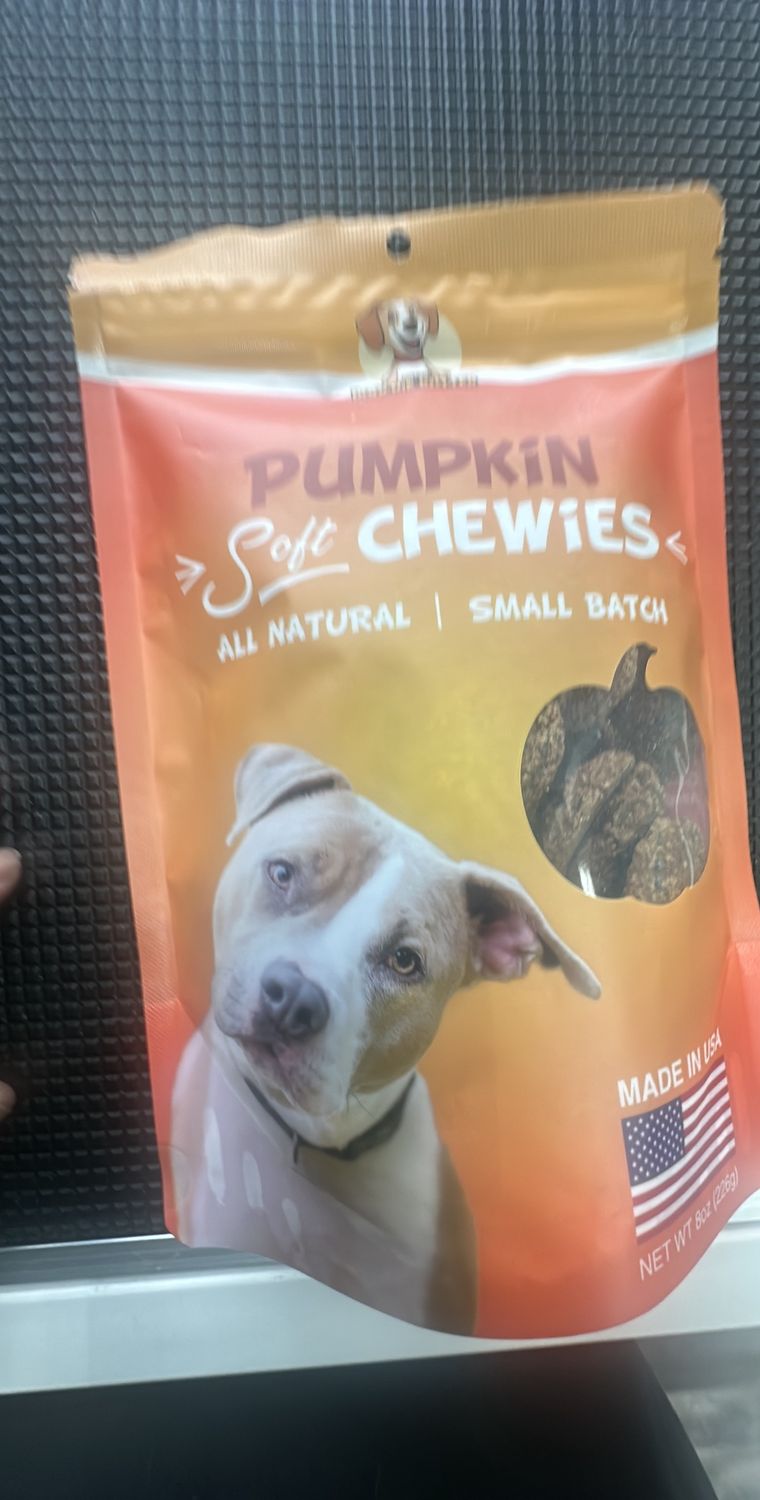 PUMPKiN
Soft CHEWiES
ALL NATURAL | SMALL BATCH
MADE IN USA
NET WT 8oz (226g)